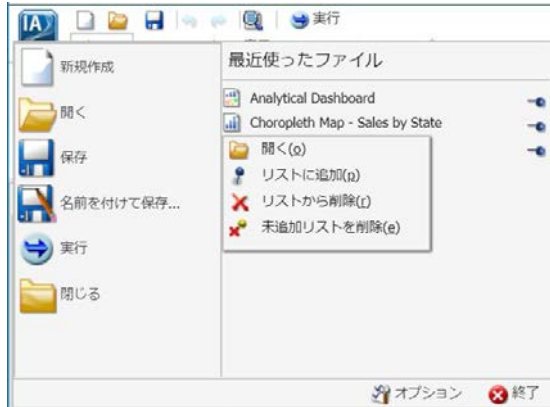 IA
実行
新規作成
開く
保存
名前を付けて保存...
実行
閉じる
最近使ったファイル
Analytical Dashboard
Choropleth Map - Sales by State
開く(o)
リストに追加(p)
リストから削除(r)
未追加リストを削除(e)
オプション
終了